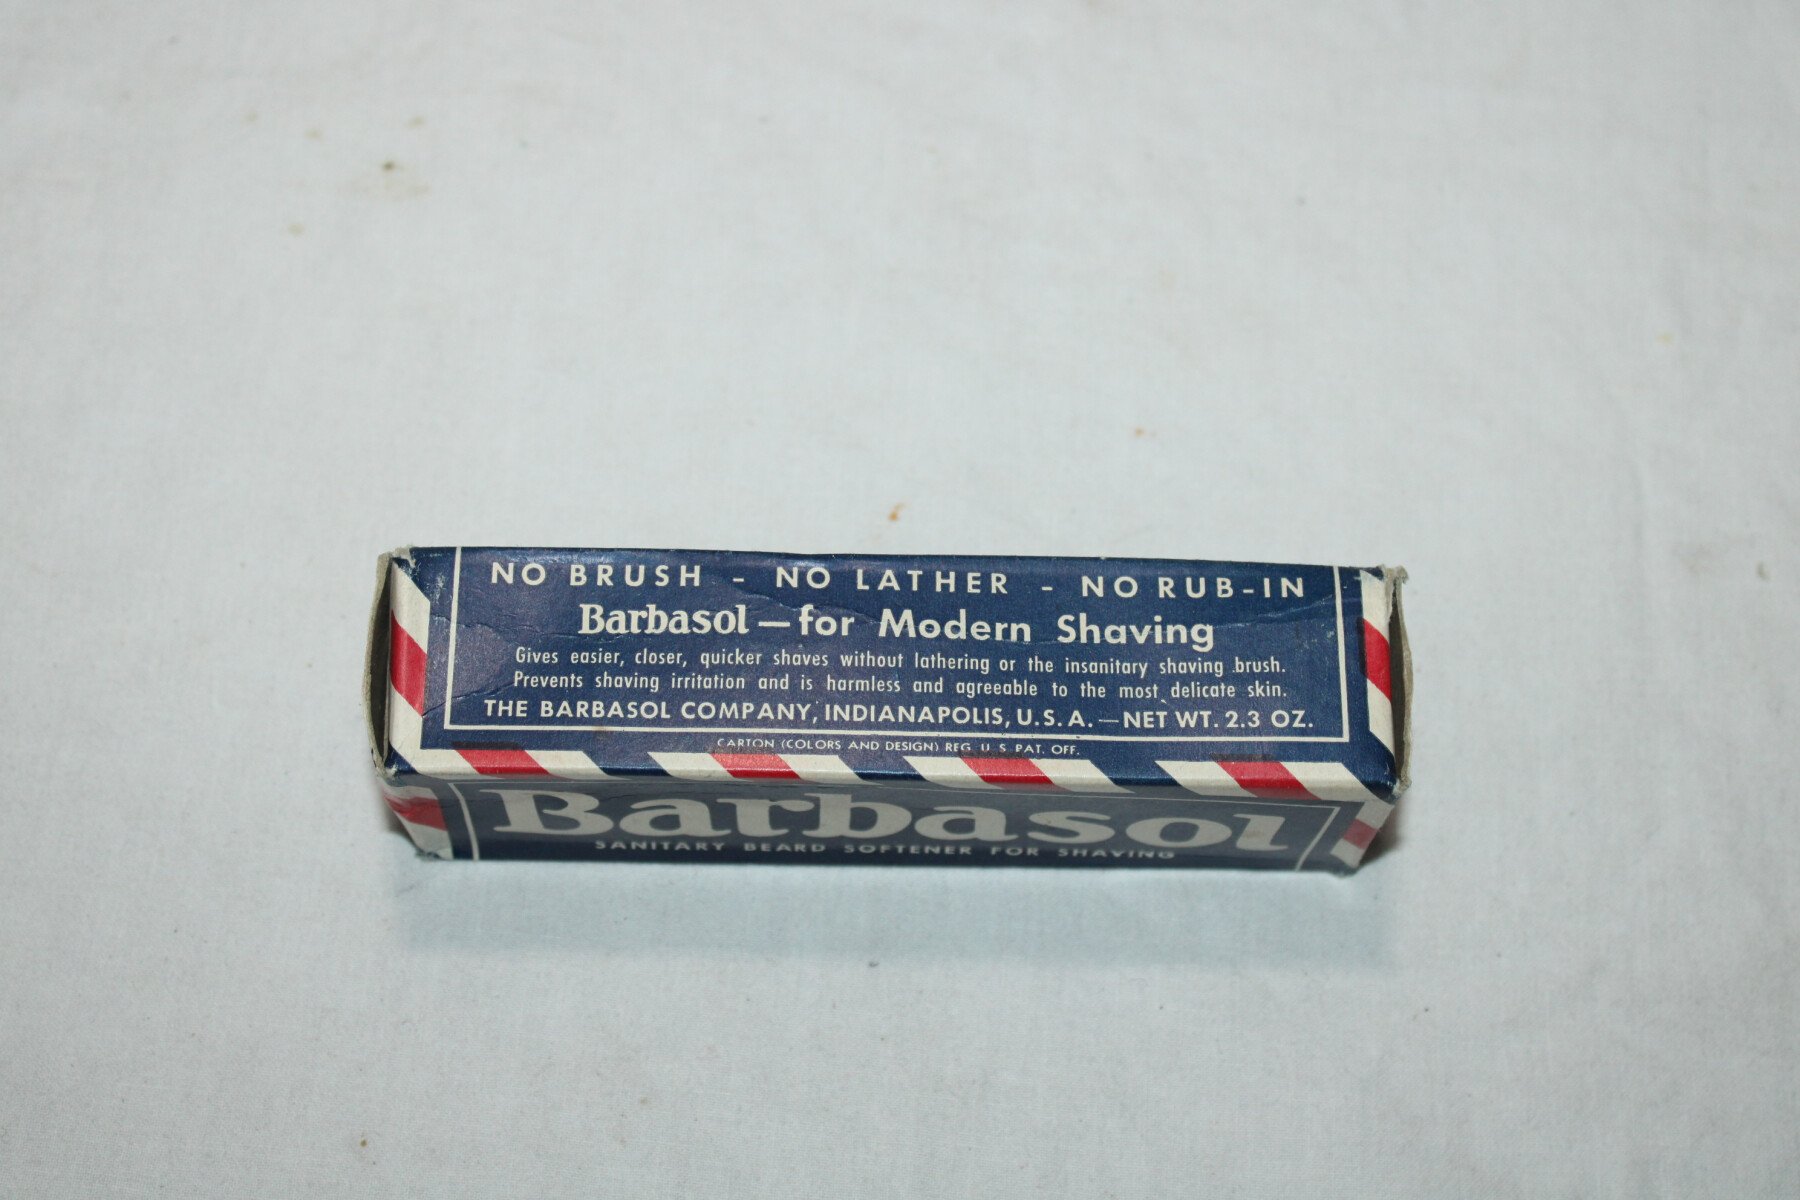 NO BRUSH - NO LATHER - NO RUB-IN
Barbasol — for Modern Shaving
Gives easier, closer, quicker shaves without lathering or the insanitary shaving brush.
Prevents shaving irritation and is harmless and agreeable to the most delicate skin.
THE BARBASOL COMPANY, INDIANAPOLIS, U.S.A. — NET WT. 2.3 OZ.
CARTON (COLORS AND DESIGN) REG. U.S. PAT. OFF.
Barbasol
SANITARY BEARD SOFTENER FOR SHAVING